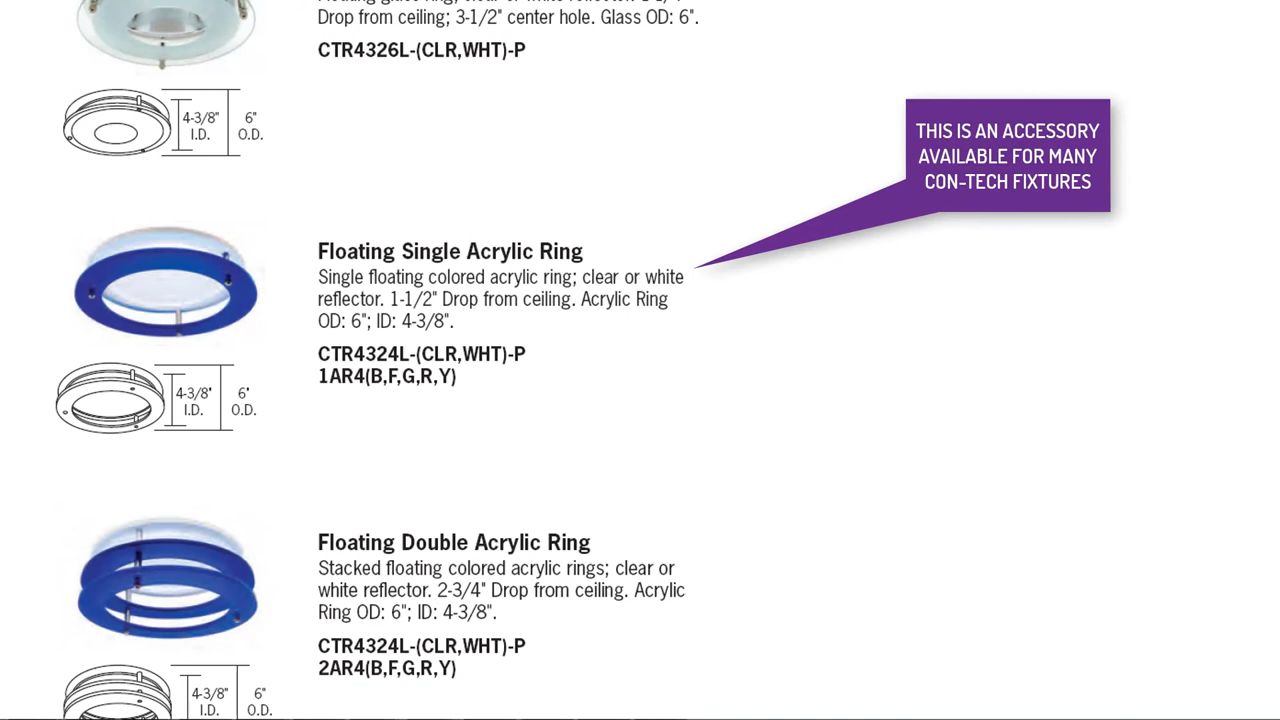 Drop from ceiling; 3-1/2" center hole. Glass OD: 6".
CTR4326L-(CLR,WHT)-P
4-3/8" I.D.
6" O.D.
THIS IS AN ACCESSORY
AVAILABLE FOR MANY
CON-TECH FIXTURES
Floating Single Acrylic Ring
Single floating colored acrylic ring; clear or white
reflector. 1-1/2" Drop from ceiling. Acrylic Ring
OD: 6"; ID: 4-3/8".
CTR4324L-(CLR,WHT)-P
1AR4(B,F,G,R,Y)
4-3/8" I.D.
6" O.D.
Floating Double Acrylic Ring
Stacked floating colored acrylic rings; clear or
white reflector. 2-3/4" Drop from ceiling. Acrylic
Ring OD: 6"; ID: 4-3/8".
CTR4324L-(CLR,WHT)-P
2AR4(B,F,G,R,Y)
4-3/8" I.D.
6" O.D.